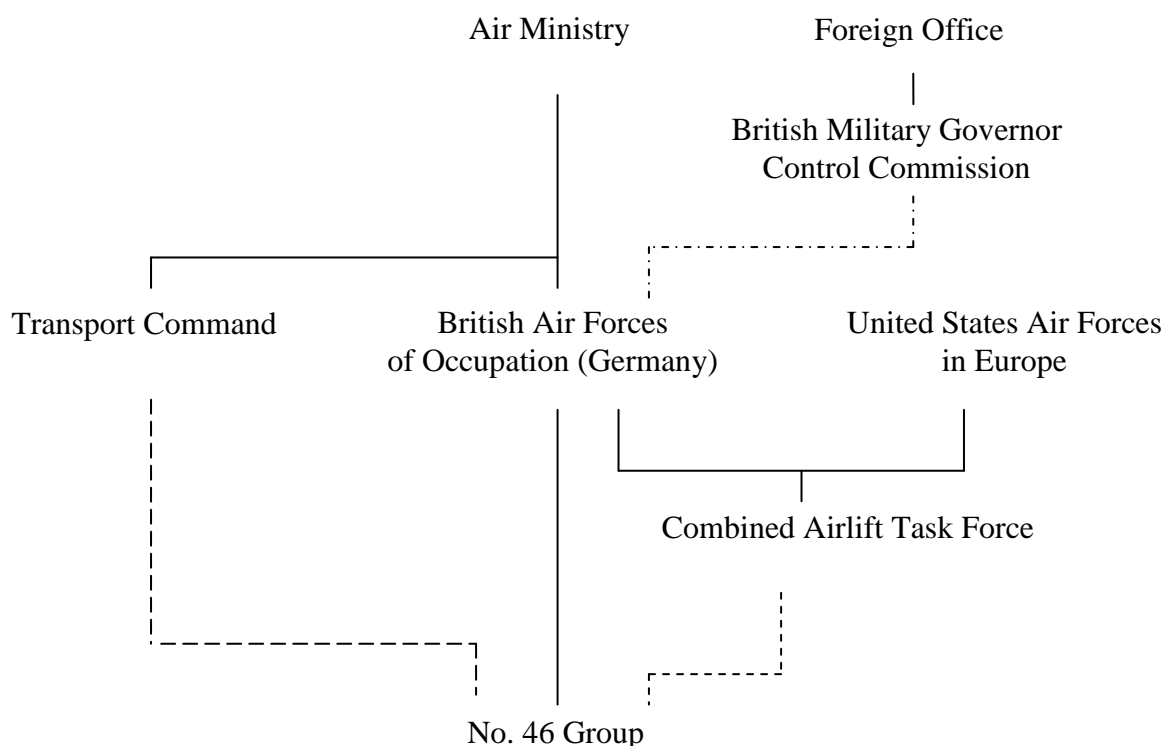 Air Ministry
Foreign Office
British Military Governor
Control Commission
Transport Command
British Air Forces
of Occupation (Germany)
United States Air Forces
in Europe
Combined Airlift Task Force
No. 46 Group